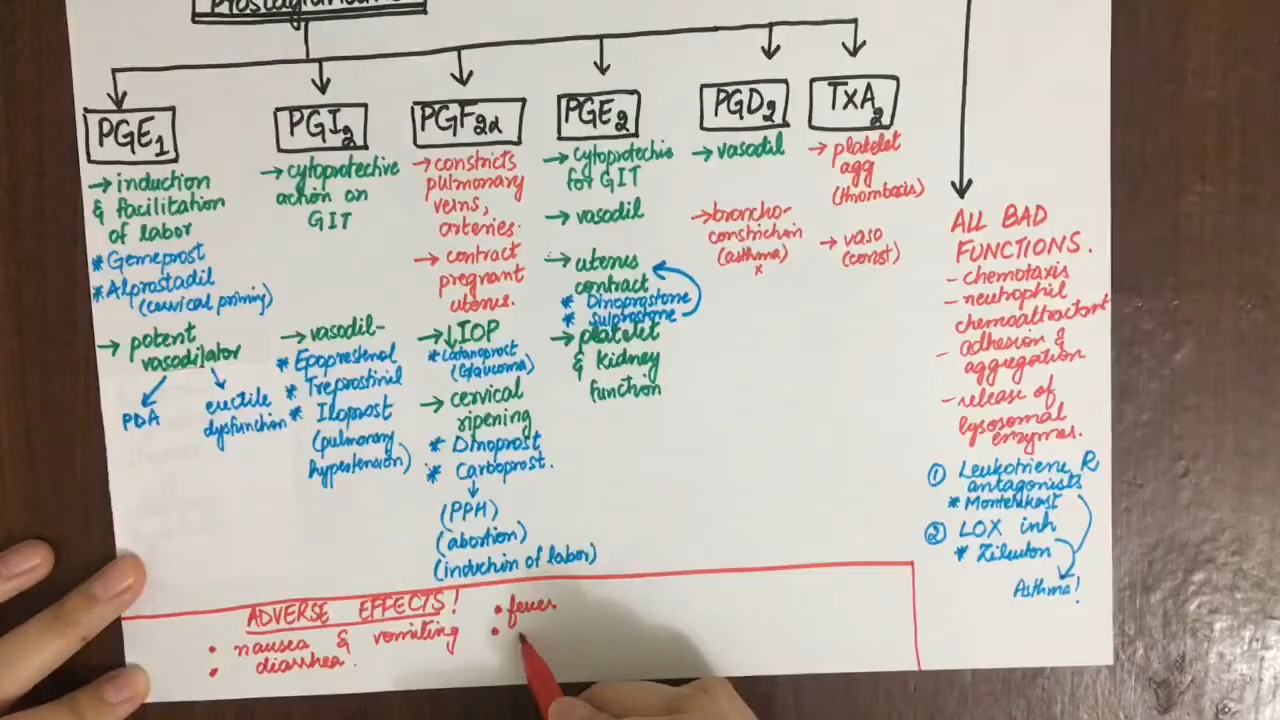 PGE1
→ induction
& facilitation
of labor
* Gemeprost
* Alprostadil
(cervical priming)
→ potent
vasodilator
PDA
erectile
dysfunction
PGI2
→ cytoprotective
action on
GIT
→ vasodil-
* Epoprestenol
* Treprostinil
* Iloprost
(pulmonary
hypertension)
PGF2α
→ constricts
pulmonary
veins,
arteries.
→ contract
pregnant
uterus.
→ ↓IOP
* Latanoprost
(Glaucoma)
→ cervical
ripening
* Dinoprost
* Carboprost.
(PPH)
(abortion)
(induction of labor)
PGE2
→ cytoprotective
for GIT
→ vasodil
→ uterus
contract
* Dinoprostone
* Sulprostone
→ platelet
& kidney
function
PGD2
→ vasodil
→ broncho-
constriction
(asthma)
x
TxA2
→ platelet
agg
(thrombosis)
→ vaso
(const)
ALL BAD
FUNCTIONS.
- chemotaxis
- neutrophil
chemoattractant
- adhesion &
aggregation
- release of
lysosomal
enzymes.
① Leukotriene R
antagonists
* Montelukast
② LOX inh
* Zileuton
Asthma!
ADVERSE EFFECTS!
• nausea & vomiting
• diarrhea.
• fever
•